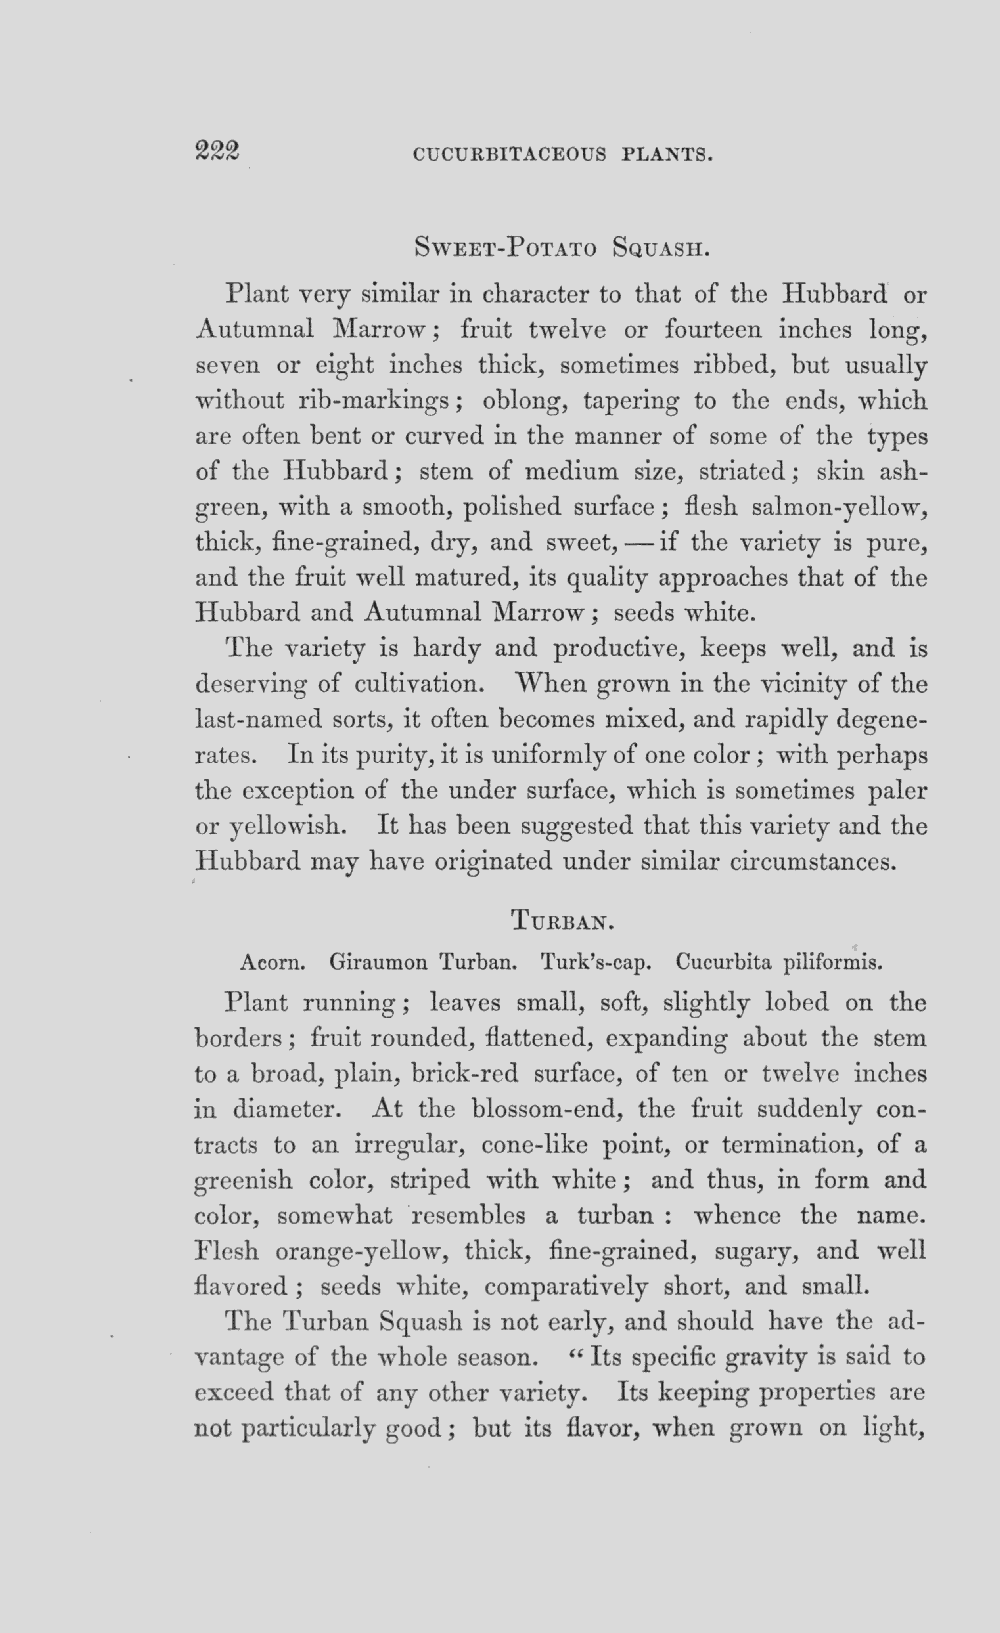 222
CUCURBITACEOUS PLANTS.
Sweet-Potato Squash.
Plant very similar in character to that of the Hubbard or
Autumnal Marrow; fruit twelve or fourteen inches long,
seven or eight inches thick, sometimes ribbed, but usually
without rib-markings; oblong, tapering to the ends, which
are often bent or curved in the manner of some of the types
of the Hubbard; stem of medium size, striated; skin ash-
green, with a smooth, polished surface; flesh salmon-yellow,
thick, fine-grained, dry, and sweet, — if the variety is pure,
and the fruit well matured, its quality approaches that of the
Hubbard and Autumnal Marrow; seeds white.
The variety is hardy and productive, keeps well, and is
deserving of cultivation. When grown in the vicinity of the
last-named sorts, it often becomes mixed, and rapidly degene-
rates. In its purity, it is uniformly of one color; with perhaps
the exception of the under surface, which is sometimes paler
or yellowish. It has been suggested that this variety and the
Hubbard may have originated under similar circumstances.
Turban.
Acorn. Giraumon Turban. Turk's-cap. Cucurbita piliformis.
Plant running; leaves small, soft, slightly lobed on the
borders; fruit rounded, flattened, expanding about the stem
to a broad, plain, brick-red surface, of ten or twelve inches
in diameter. At the blossom-end, the fruit suddenly con-
tracts to an irregular, cone-like point, or termination, of a
greenish color, striped with white; and thus, in form and
color, somewhat resembles a turban : whence the name.
Flesh orange-yellow, thick, fine-grained, sugary, and well
flavored; seeds white, comparatively short, and small.
The Turban Squash is not early, and should have the ad-
vantage of the whole season. "Its specific gravity is said to
exceed that of any other variety. Its keeping properties are
not particularly good; but its flavor, when grown on light,